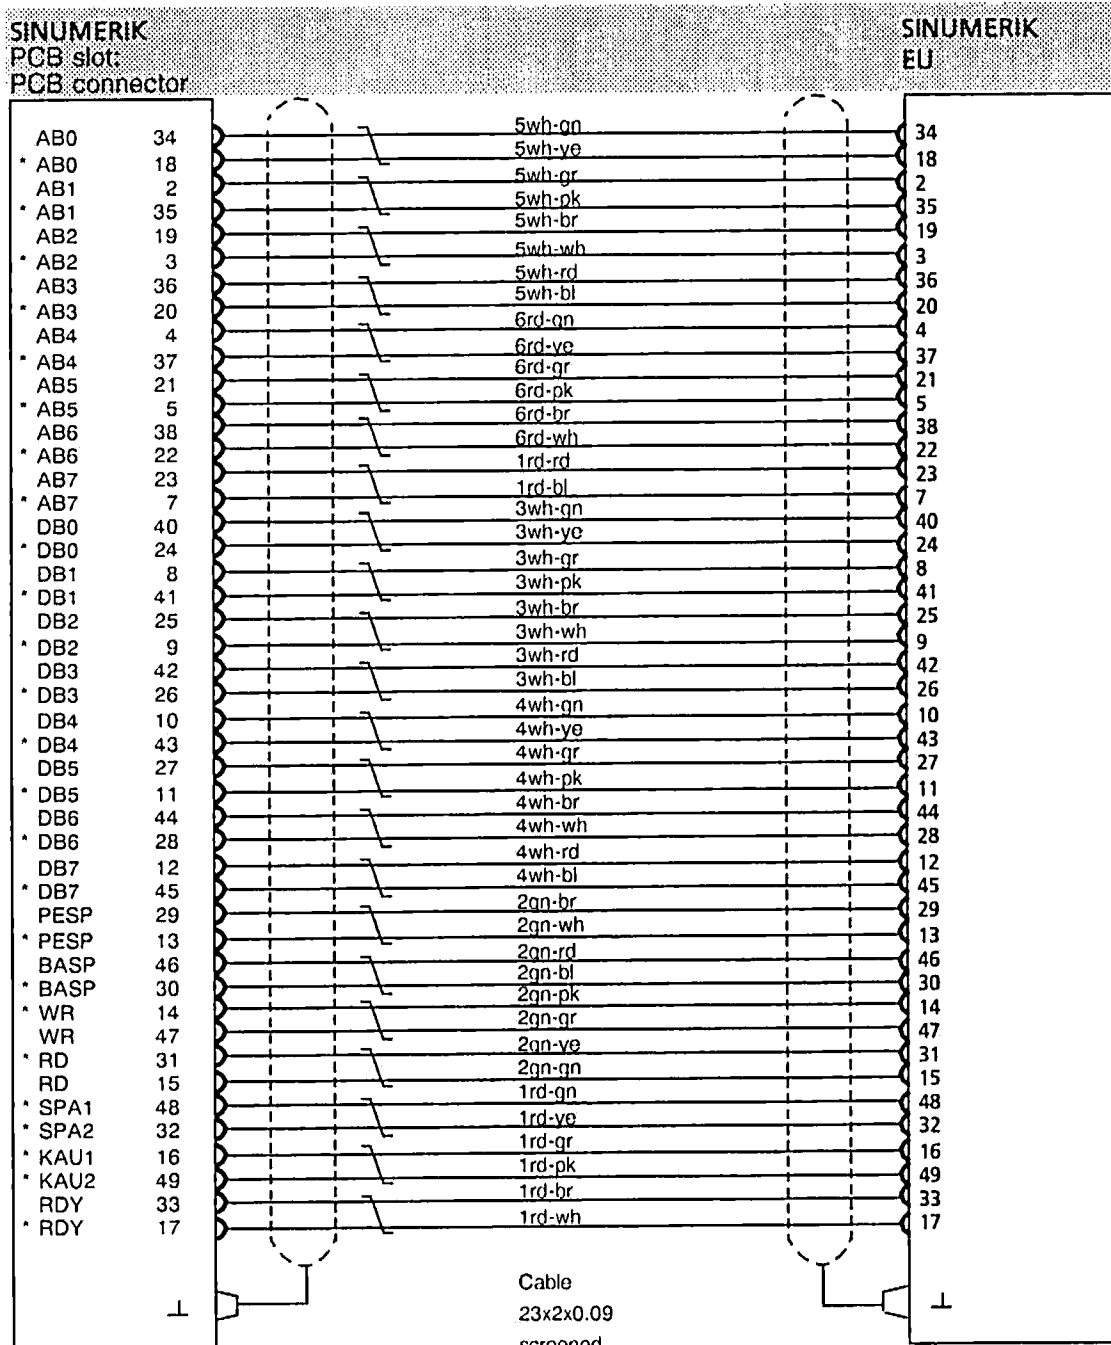 SINUMERIK
PCB slot:
PCB connector
SINUMERIK
EU
AB0 34 5wh-gn 34
* AB0 18 5wh-ye 18
AB1 2 5wh-gr 2
* AB1 35 5wh-pk 35
AB2 19 5wh-br 19
* AB2 3 5wh-wh 3
AB3 36 5wh-rd 36
* AB3 20 5wh-bl 20
AB4 4 6rd-gn 4
* AB4 37 6rd-ye 37
AB5 21 6rd-gr 21
* AB5 5 6rd-pk 5
AB6 38 6rd-br 38
* AB6 22 6rd-wh 22
AB7 23 1rd-rd 23
* AB7 7 1rd-bl 7
DB0 40 3wh-gn 40
* DB0 24 3wh-ye 24
DB1 8 3wh-gr 8
* DB1 41 3wh-pk 41
DB2 25 3wh-br 25
* DB2 9 3wh-wh 9
DB3 42 3wh-rd 42
* DB3 26 3wh-bl 26
DB4 10 4wh-gn 10
* DB4 43 4wh-ye 43
DB5 27 4wh-gr 27
* DB5 11 4wh-pk 11
DB6 44 4wh-br 44
* DB6 28 4wh-wh 28
DB7 12 4wh-rd 12
* DB7 45 4wh-bl 45
PESP 29 2gn-br 29
* PESP 13 2gn-wh 13
BASP 46 2gn-rd 46
* BASP 30 2gn-bl 30
* WR 14 2gn-pk 14
WR 47 2gn-gr 47
* RD 31 2gn-ye 31
RD 15 2gn-gn 15
* SPA1 48 1rd-gn 48
* SPA2 32 1rd-ye 32
* KAU1 16 1rd-gr 16
* KAU2 49 1rd-pk 49
RDY 33 1rd-br 33
* RDY 17 1rd-wh 17
Cable
23x2x0.09
screened